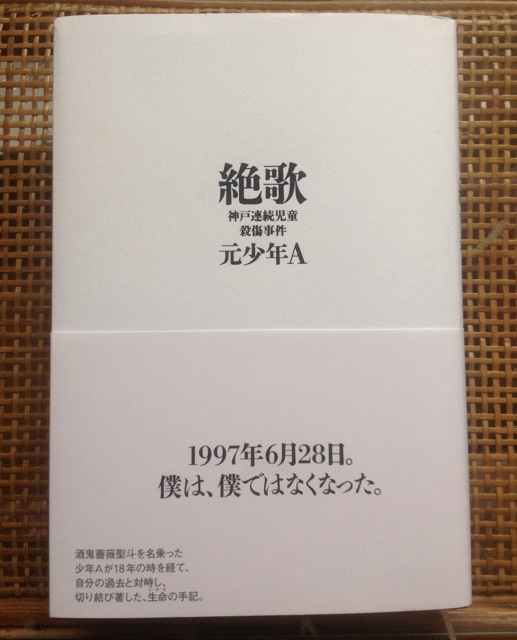 絶歌
神戸連続児童
殺傷事件
元少年A
1997年6月28日。
僕は、僕ではなくなった。
酒鬼薔薇聖斗を名乗った
少年Aが18年の時を経て、
自分の過去と対峙し、
切り結び著した、生命の手記。